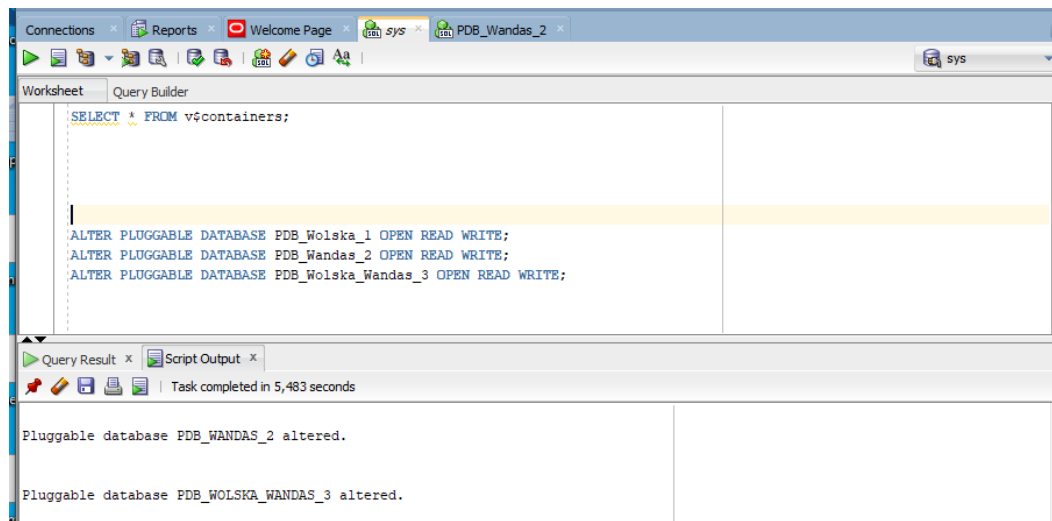 Connections Reports Welcome Page sys PDB_Wandas_2
sys
Worksheet Query Builder
SELECT * FROM v$containers;
ALTER PLUGGABLE DATABASE PDB_Wolska_1 OPEN READ WRITE;
ALTER PLUGGABLE DATABASE PDB_Wandas_2 OPEN READ WRITE;
ALTER PLUGGABLE DATABASE PDB_Wolska_Wandas_3 OPEN READ WRITE;
Query Result x Script Output x
Task completed in 5,483 seconds
Pluggable database PDB_WANDAS_2 altered.
Pluggable database PDB_WOLSKA_WANDAS_3 altered.